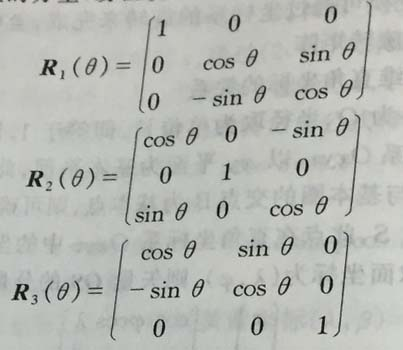 1 0 0
R₁(θ)= 0 cos θ sin θ
0 －sin θ cos θ
cos θ 0 －sin θ
R₂(θ)= 0 1 0
sin θ 0 cos θ
cos θ sin θ 0
R₃(θ)= －sin θ cos θ 0
0 0 1